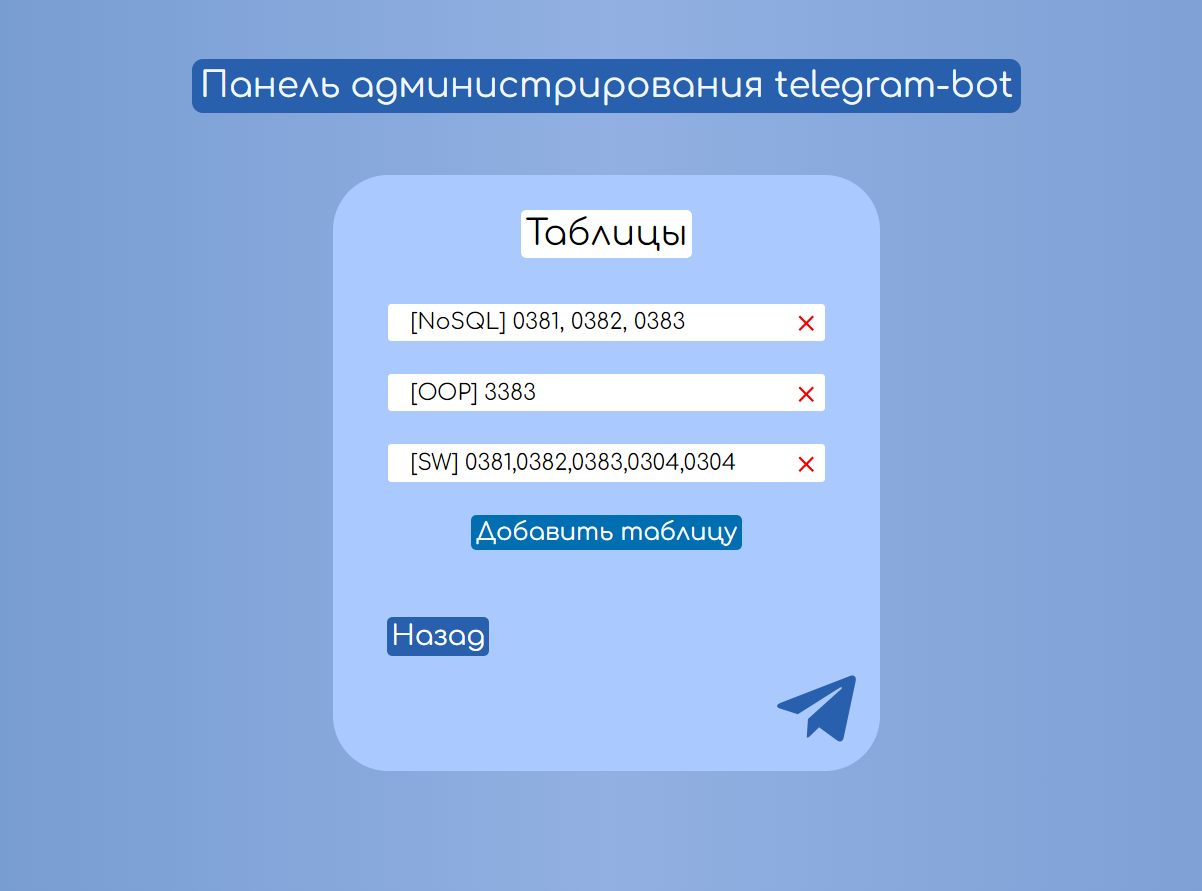 Панель администрирования telegram-bot
Таблицы
[NoSQL] 0381, 0382, 0383
[OOP] 3383
[SW] 0381,0382,0383,0304,0304
Добавить таблицу
Назад